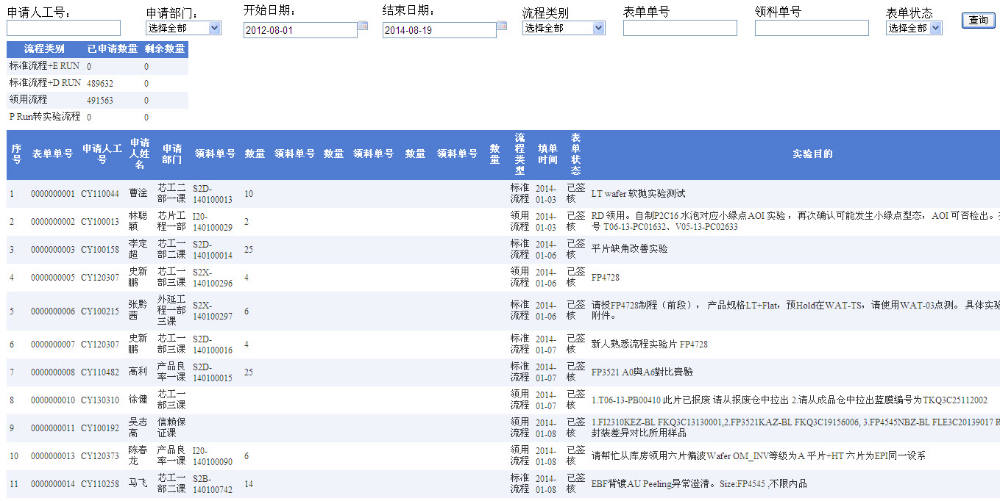 申请人工号: 申请部门: 开始日期: 结束日期: 流程类别 表单单号 领料单号 表单状态
选择全部 2012-08-01 2014-08-19 选择全部 选择全部 查询
流程类别 已申请数量 剩余数量
标准流程+E RUN 0 0
标准流程+D RUN 489632 0
领用流程 491563 0
P Run转实验流程 0 0
序号 表单单号 申请人工号 申请人姓名 申请部门 领料单号 数量 领料单号 数量 领料单号 数量 领料单号 数量 流程类型 填单时间 表单状态 实验目的
1 0000000001 CY110044 曹淦 芯工二部一课 S2D-140100013 10 标准流程 2014-01-03 已签核 LT wafer 软抛实验测试
2 0000000002 CY100013 林聪颖 芯片工程一部 I20-140100029 2 领用流程 2014-01-03 已签核 RD 领用。自制P2C16 水泡对应小绿点AOI 实验，再次确认可能发生小绿点型态，AOI 可否检出。
号 T06-13-PC01632、V05-13-PC02633
3 0000000003 CY100158 李定超 芯工一部二课 S2D-140100014 25 标准流程 2014-01-06 已签核 平片缺角改善实验
4 0000000005 CY120307 史新鹏 芯工一部三课 S2X-140100296 4 领用流程 2014-01-06 已签核 FP4728
5 0000000006 CY100215 张黔茜 外延工程一部三课 S2X-140100297 6 标准流程 2014-01-06 已签核 请投FP4728制程（前段）， 产品规格LT+Flat，预Hold在WAT-TS，请使用WAT-03点测。 具体实验
附件。
6 0000000007 CY120307 史新鹏 芯工一部三课 S2D-140100016 4 标准流程 2014-01-07 已签核 新人熟悉流程实验片 FP4728
7 0000000008 CY110482 高利 产品良率一课 S2D-140100015 25 标准流程 2014-01-07 已签核 FP3521 A0與A6對比實驗
8 0000000010 CY130310 徐健 芯工一部三课 领用流程 2014-01-07 已签核 1.T06-13-PB00410 此片已报废 请从报废仓中拉出 2.请从成品仓中拉出蓝膜编号为TKQ3C25112002
9 0000000011 CY100192 吴志高 信赖保证课 领用流程 2014-01-08 已签核 1.FI2310KEZ-BL FKQ3C13130001,2.FP3521KAZ-BL FKQ3C19156006, 3.FP4545NBZ-BL FLE3C20139017 R
封装差异对比所用样品
10 0000000013 CY120373 陈春龙 产品良率一课 I20-140100090 6 领用流程 2014-01-08 已签核 请帮忙从库房领用六片偏波Wafer OM_INV等级为A 平片+HT 六片为EPI同一设系
11 0000000014 CY110258 马飞 芯工一部二课 S2B-140100742 14 标准流程 2014-01-08 已签核 EBF背镀AU Peeling异常澄清。Size:FP4545 ,不限内品